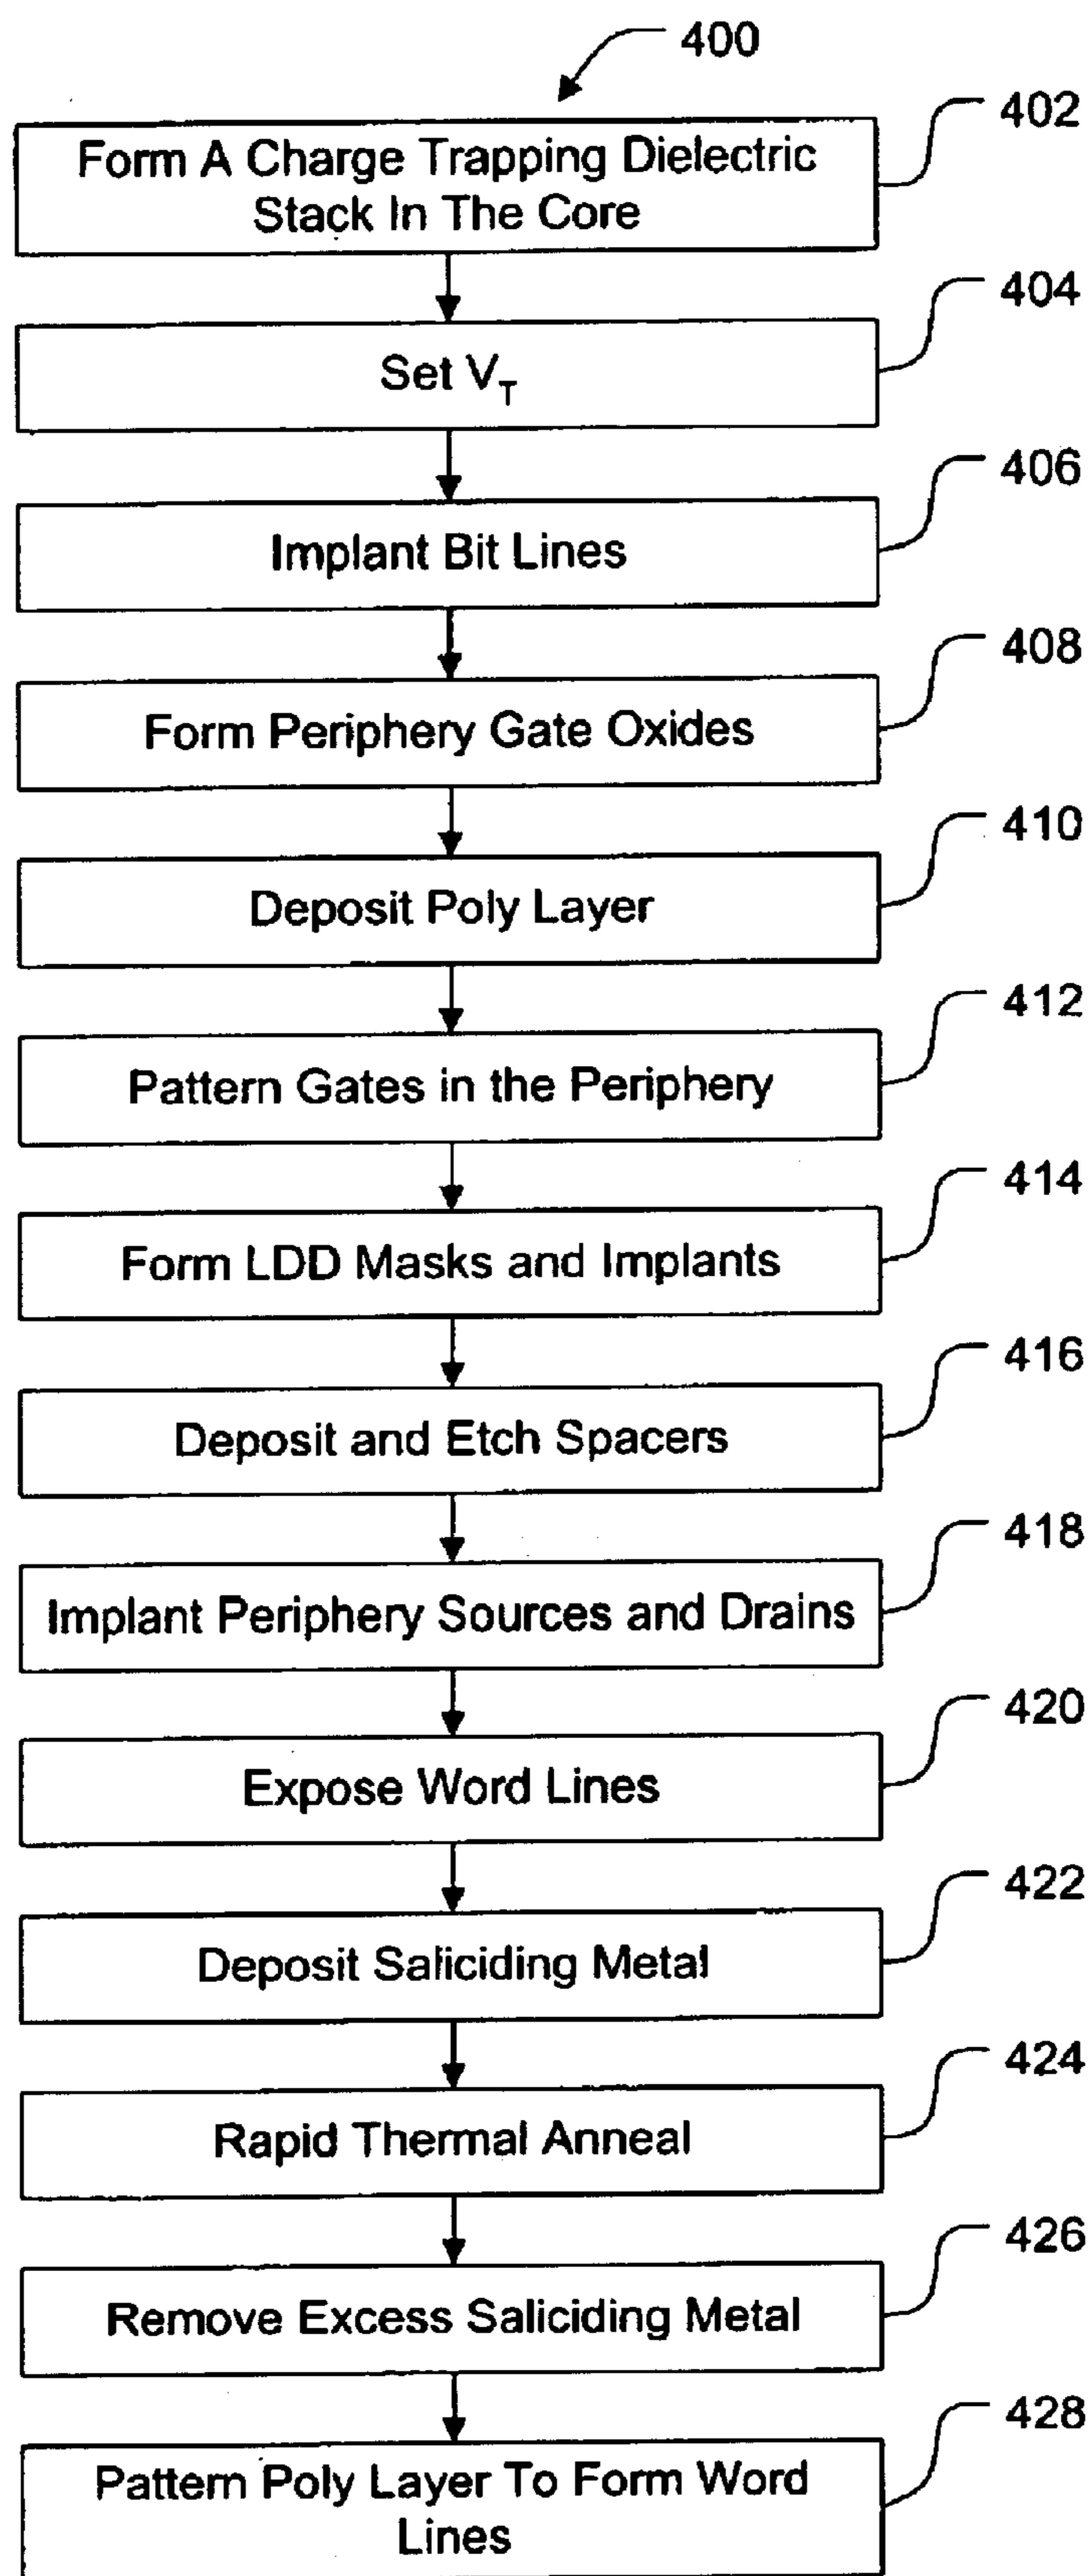 400
402
Form A Charge Trapping Dielectric
Stack In The Core
404
Set VT
406
Implant Bit Lines
408
Form Periphery Gate Oxides
410
Deposit Poly Layer
412
Pattern Gates in the Periphery
414
Form LDD Masks and Implants
416
Deposit and Etch Spacers
418
Implant Periphery Sources and Drains
420
Expose Word Lines
422
Deposit Saliciding Metal
424
Rapid Thermal Anneal
426
Remove Excess Saliciding Metal
428
Pattern Poly Layer To Form Word
Lines